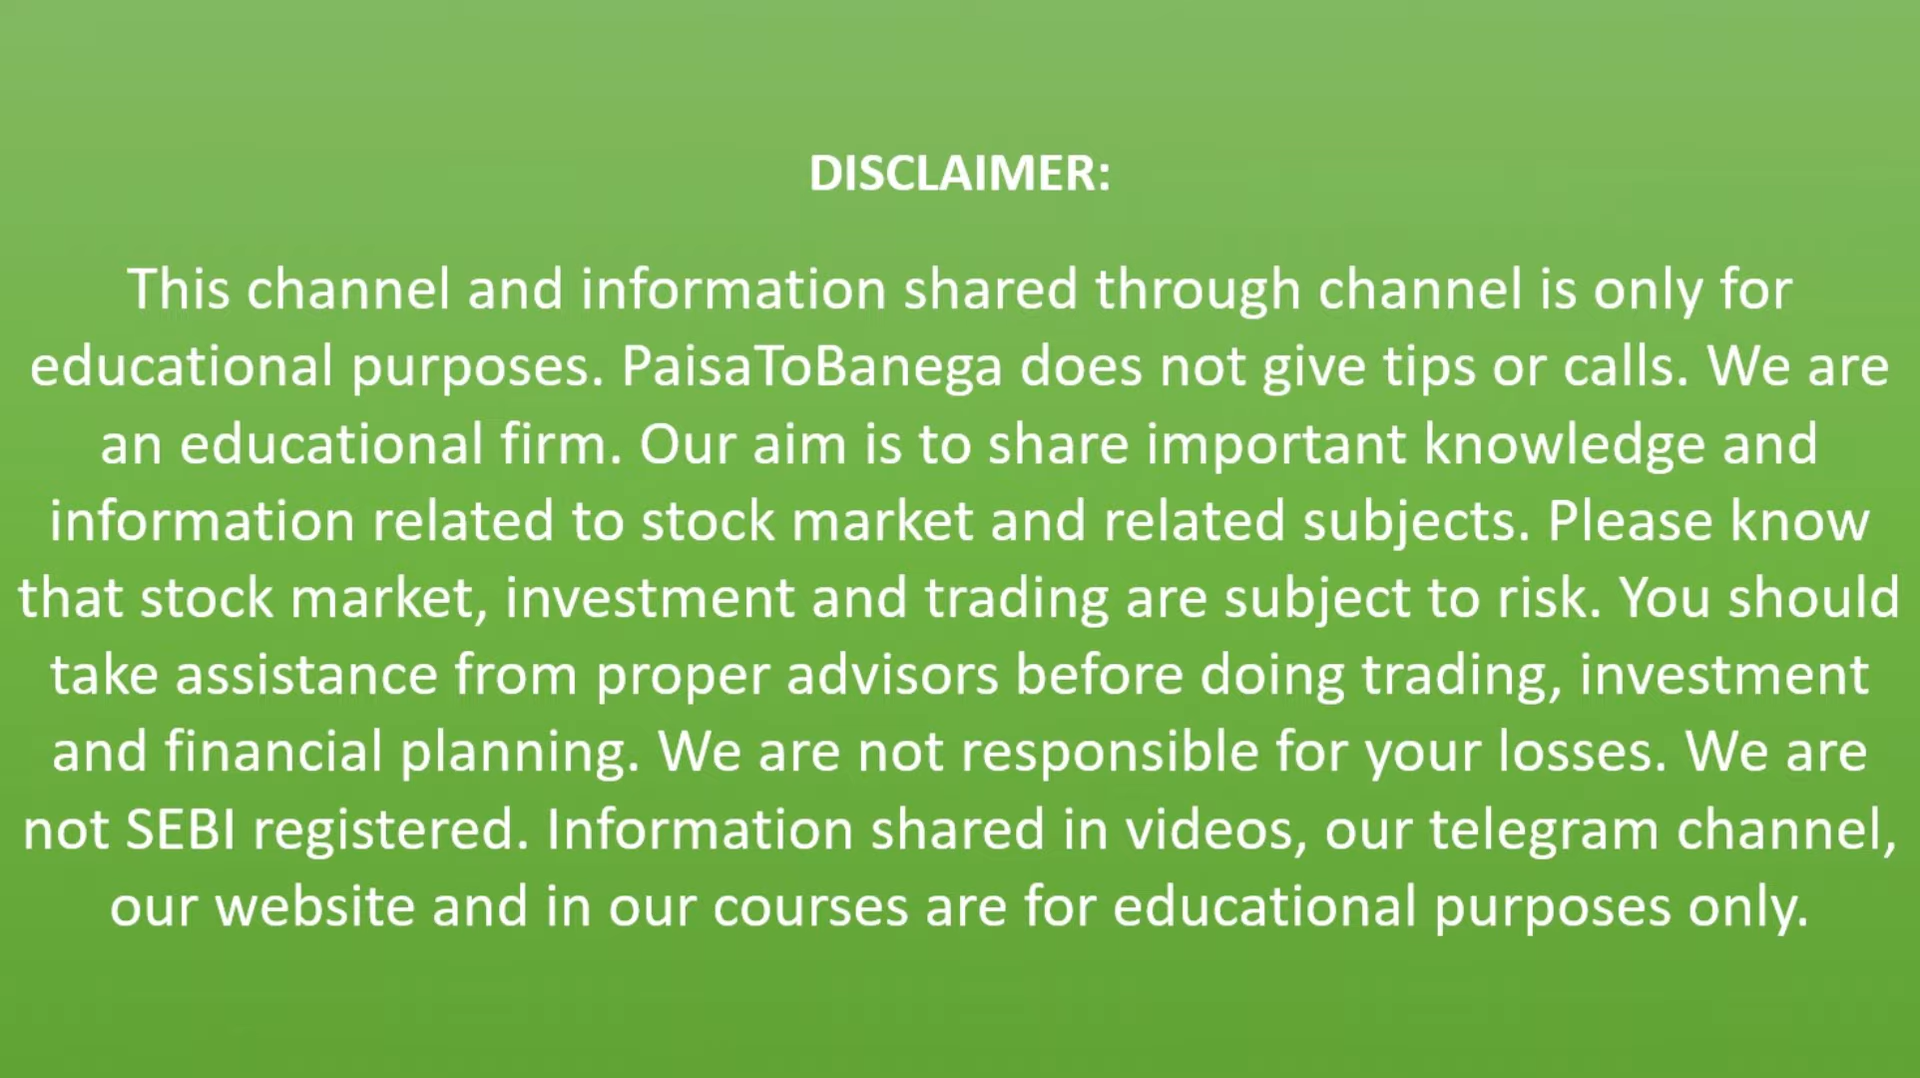 DISCLAIMER:
This channel and information shared through channel is only for
educational purposes. PaisaToBanega does not give tips or calls. We are
an educational firm. Our aim is to share important knowledge and
information related to stock market and related subjects. Please know
that stock market, investment and trading are subject to risk. You should
take assistance from proper advisors before doing trading, investment
and financial planning. We are not responsible for your losses. We are
not SEBI registered. Information shared in videos, our telegram channel,
our website and in our courses are for educational purposes only.